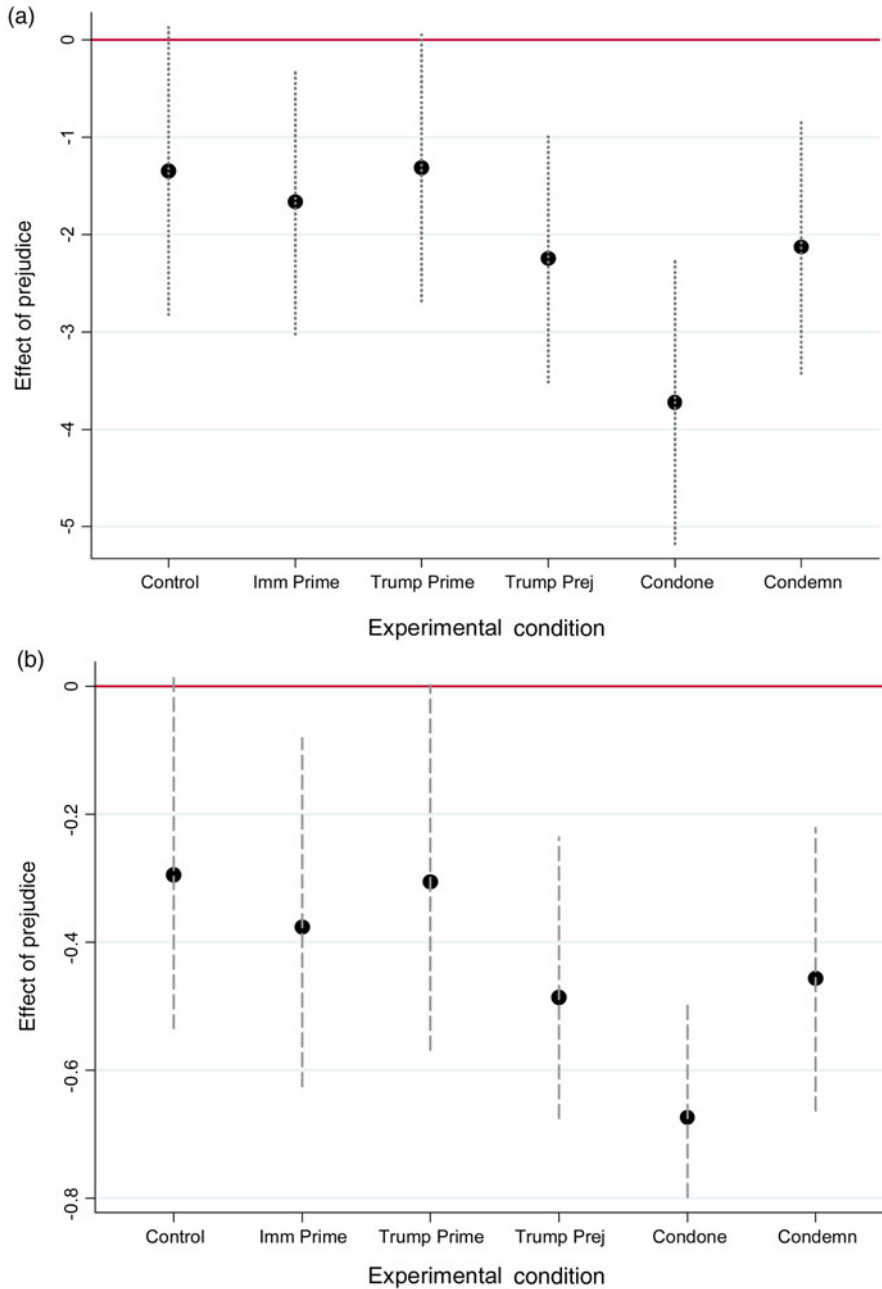 (a)
Effect of prejudice
0
-1
-2
-3
-4
-5
Control Imm Prime Trump Prime Trump Prej Condone Condemn
Experimental condition
(b)
Effect of prejudice
0
-0.2
-0.4
-0.6
-0.8
Control Imm Prime Trump Prime Trump Prej Condone Condemn
Experimental condition